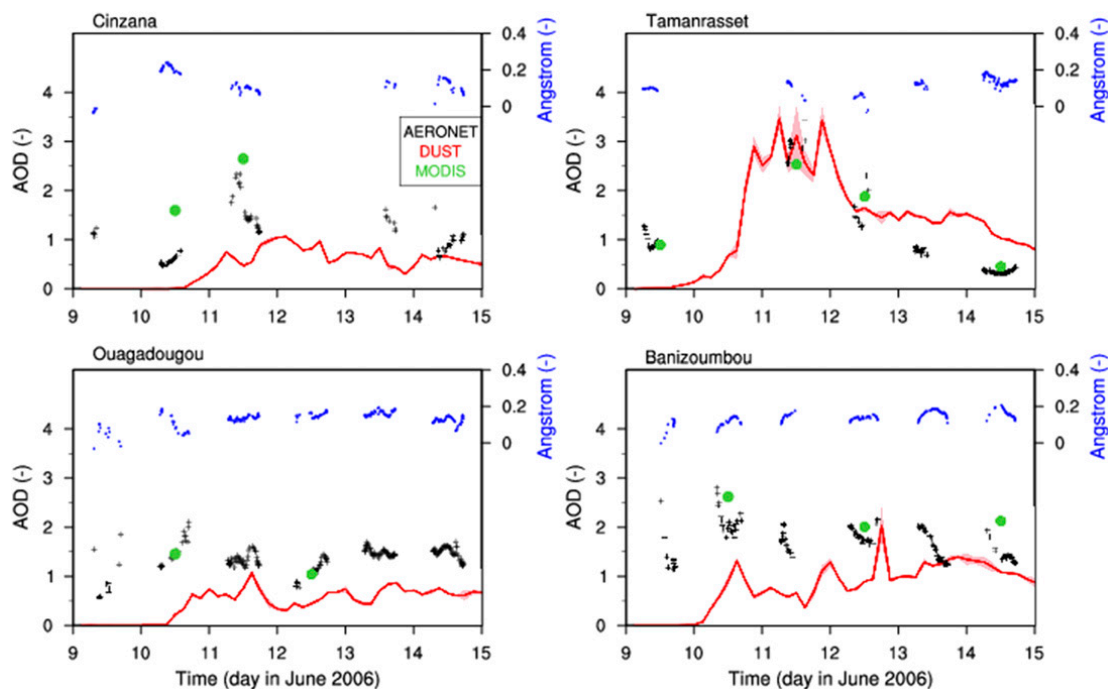 Cinzana
AOD (-)
4
3
2
1
0
0.4
0.2
0
Angstrom (-)
AERONET
DUST
MODIS
9 10 11 12 13 14 15
Tamanrasset
AOD (-)
4
3
2
1
0
0.4
0.2
0
Angstrom (-)
9 10 11 12 13 14 15
Ouagadougou
AOD (-)
4
3
2
1
0
0.4
0.2
0
Angstrom (-)
9 10 11 12 13 14 15
Time (day in June 2006)
Banizoumbou
AOD (-)
4
3
2
1
0
0.4
0.2
0
Angstrom (-)
9 10 11 12 13 14 15
Time (day in June 2006)